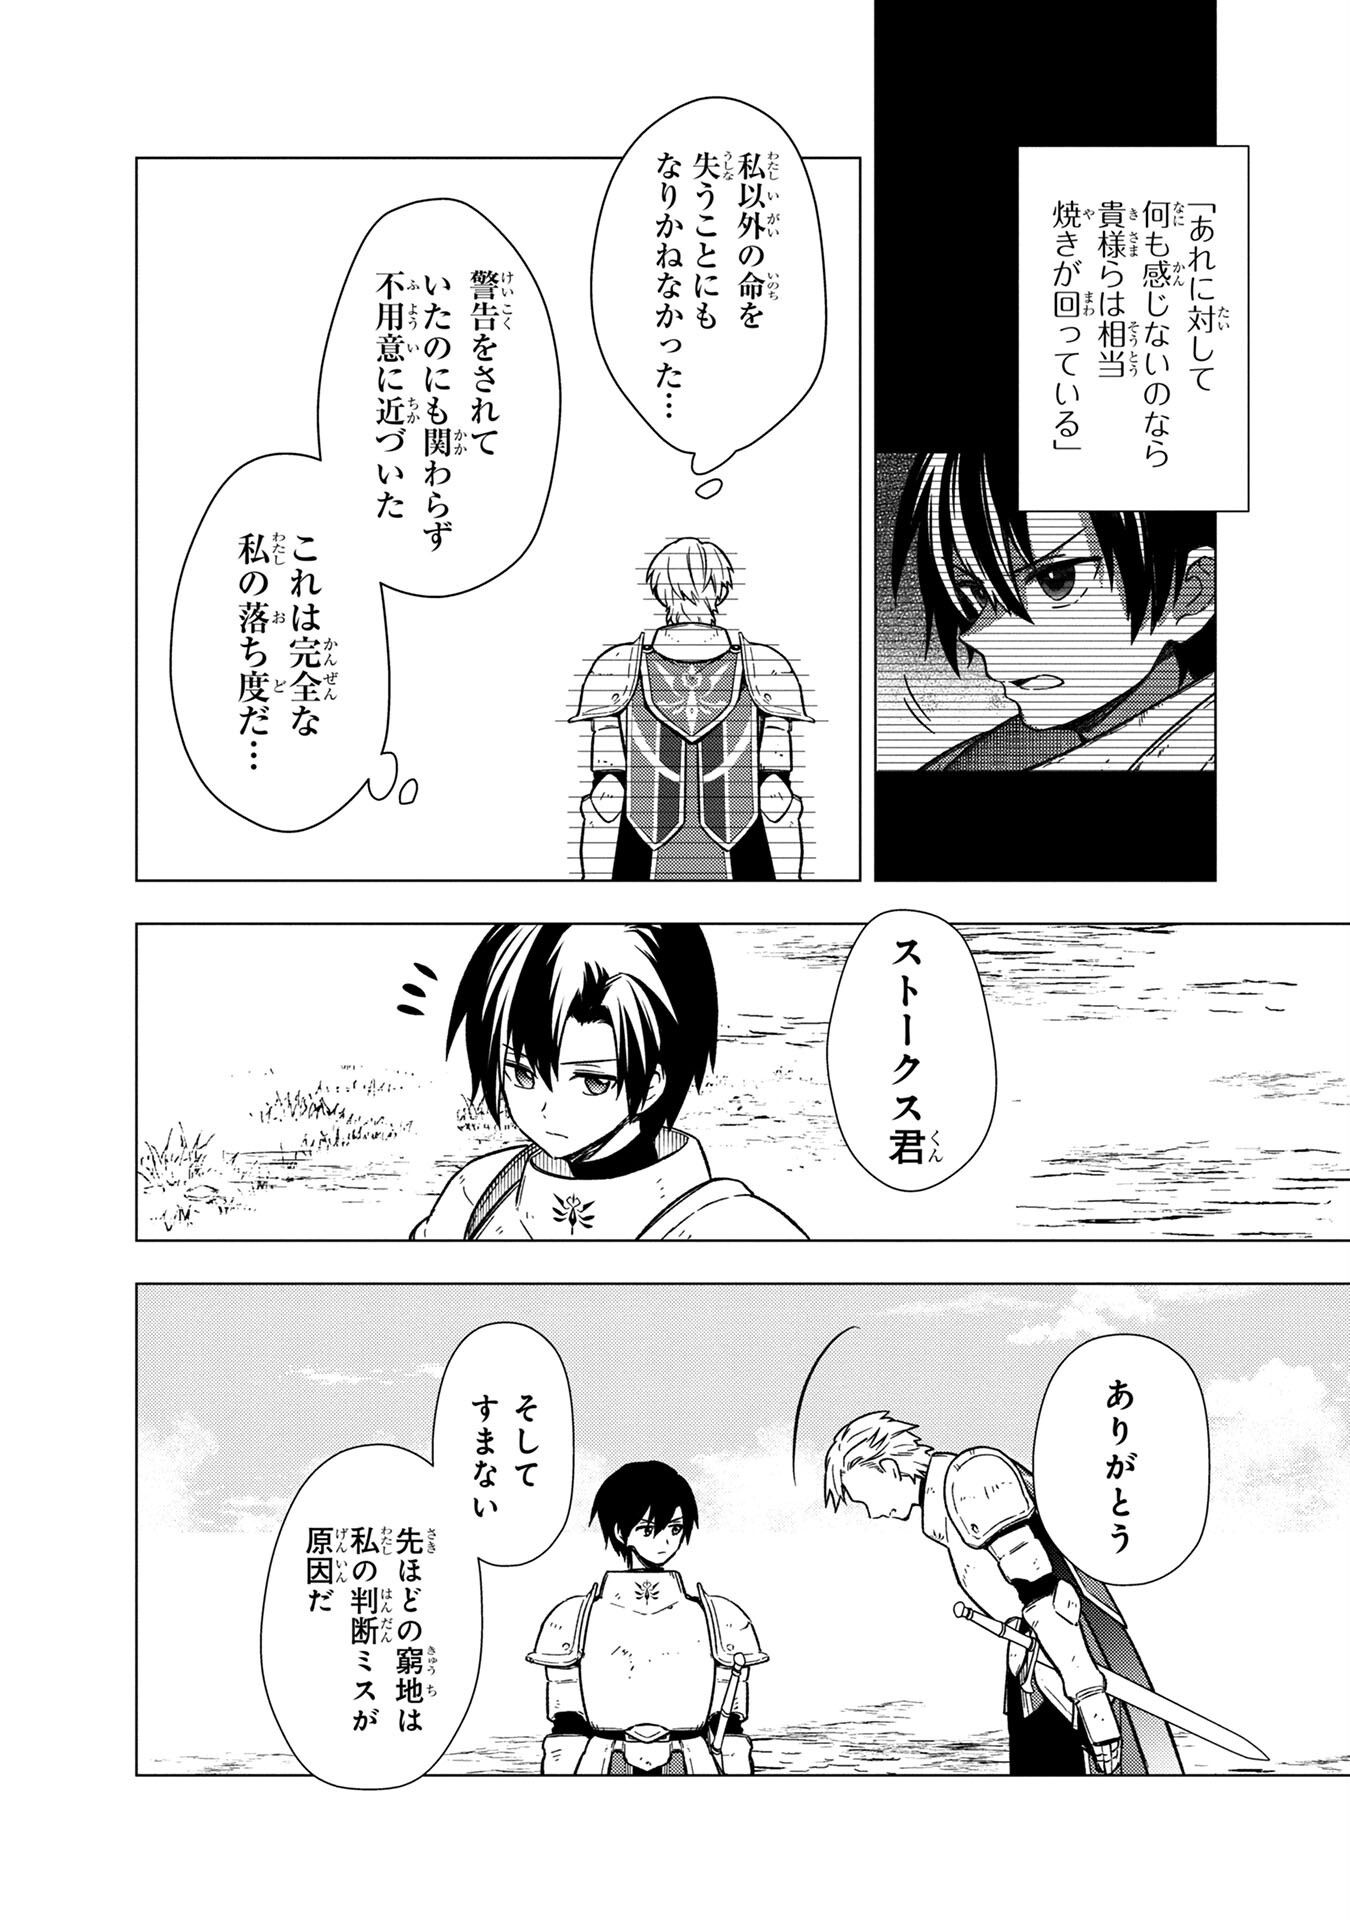 「あれに対して
何も感じないのなら
貴様らは相当
焼きが回っている」
私以外の命を
失うことにも
なりかねなかった…
警告をされて
いたのにも関わらず
不用意に近づいた
これは完全な
私の落ち度だ…
ストークス君
ありがとう
そして
すまない
先ほどの窮地は
私の判断ミスが
原因だ